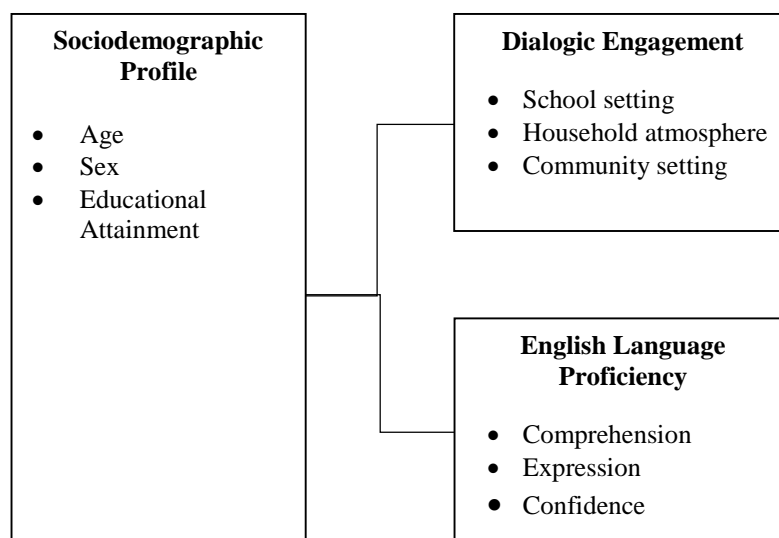 Sociodemographic
Profile
• Age
• Sex
• Educational
Attainment
Dialogic Engagement
• School setting
• Household atmosphere
• Community setting
English Language
Proficiency
• Comprehension
• Expression
• Confidence